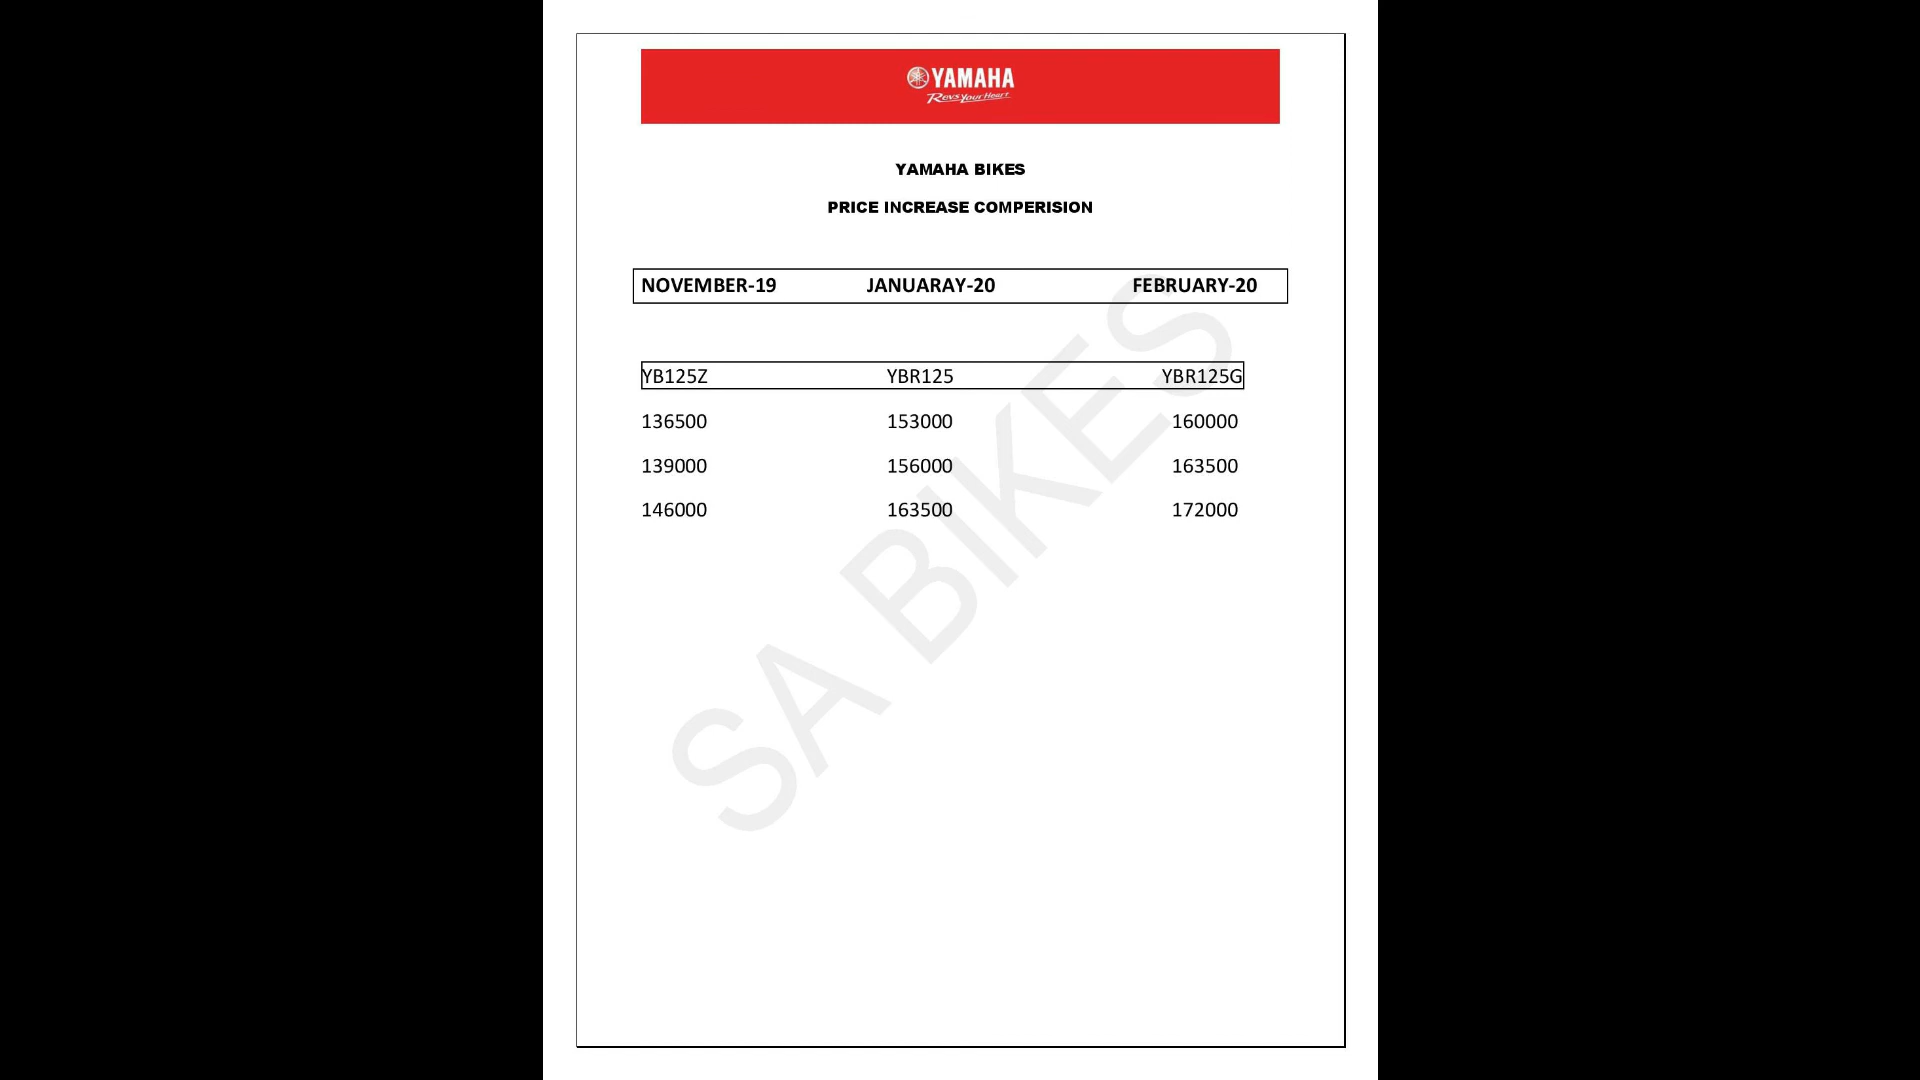 YAMAHA
Revs Your Heart
YAMAHA BIKES
PRICE INCREASE COMPERISION
NOVEMBER-19 JANUARAY-20 FEBRUARY-20
YB125Z YBR125 YBR125G
136500 153000 160000
139000 156000 163500
146000 163500 172000
SA BIKES